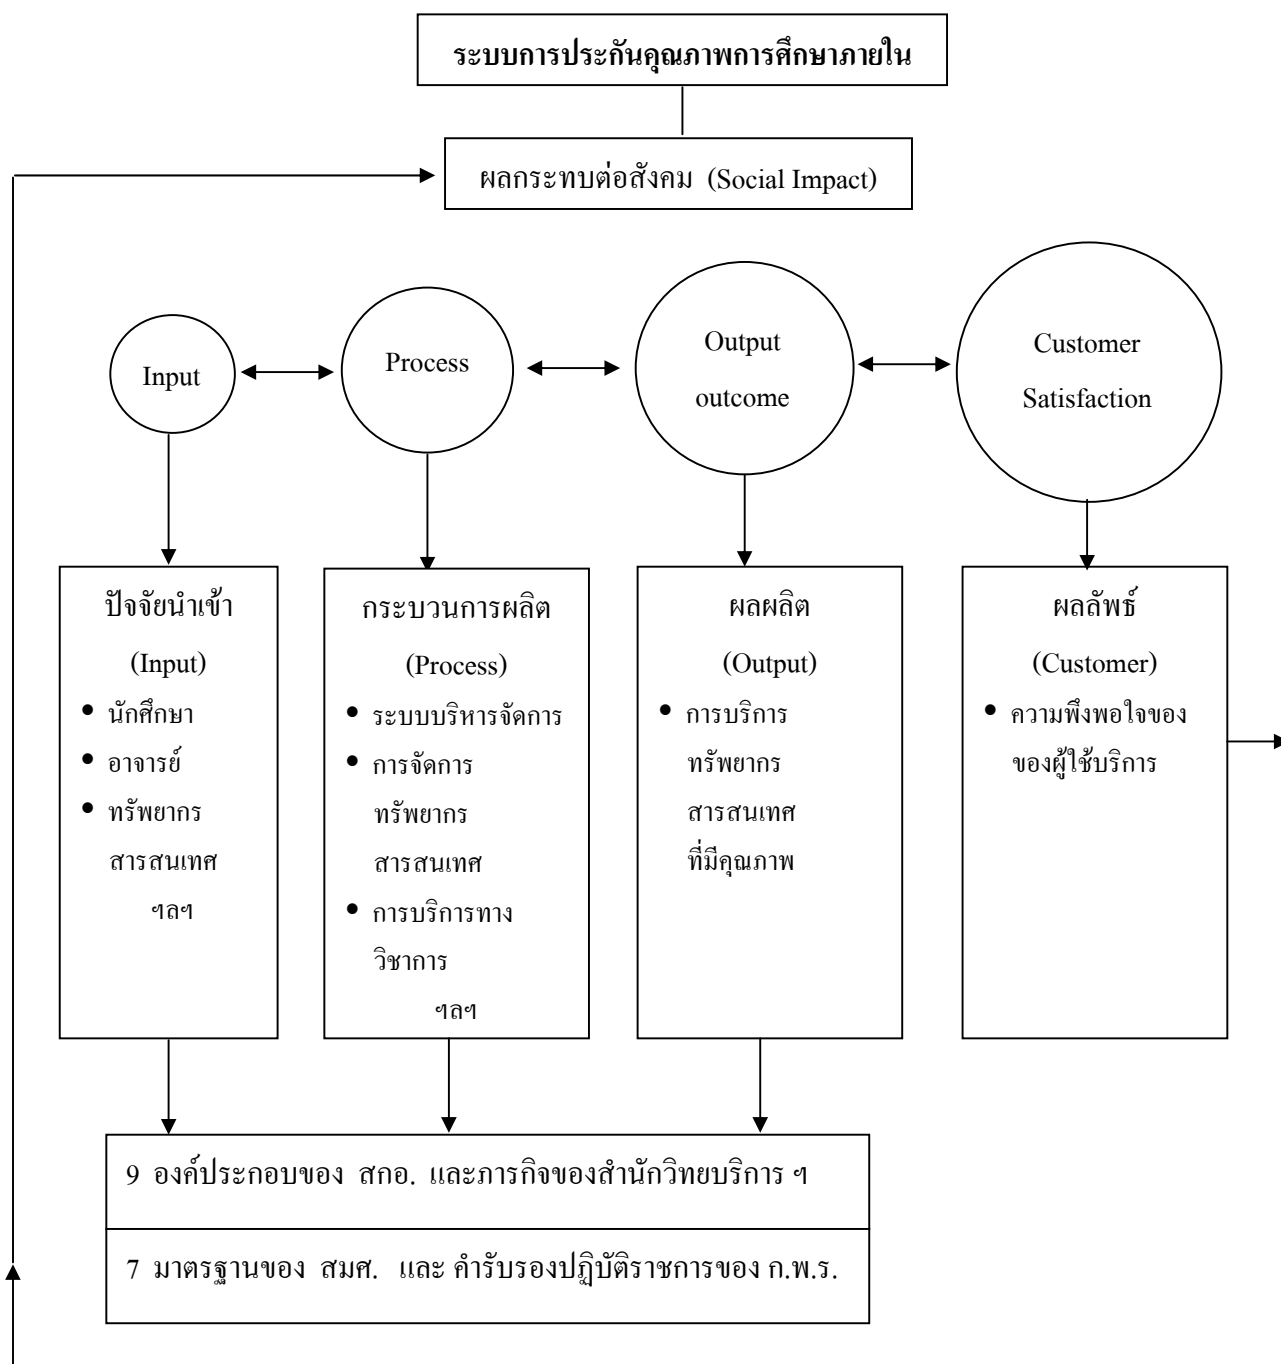 ระบบการประกันคุณภาพการศึกษาภายใน
ผลกระทบต่อสังคม (Social Impact)
Input
Process
Output
outcome
Customer
Satisfaction
ปัจจัยนำเข้า
(Input)
• นักศึกษา
• อาจารย์
• ทรัพยากร
สารสนเทศ
ฯลฯ
กระบวนการผลิต
(Process)
• ระบบบริหารจัดการ
• การจัดการ
ทรัพยากร
สารสนเทศ
• การบริการทาง
วิชาการ
ฯลฯ
ผลผลิต
(Output)
• การบริการ
ทรัพยากร
สารสนเทศ
ที่มีคุณภาพ
ผลลัพธ์
(Customer)
• ความพึงพอใจของ
ของผู้ใช้บริการ
9 องค์ประกอบของ สกอ. และภารกิจของสำนักวิทยบริการ ฯ
7 มาตรฐานของ สมศ. และ คำรับรองปฏิบัติราชการของ ก.พ.ร.